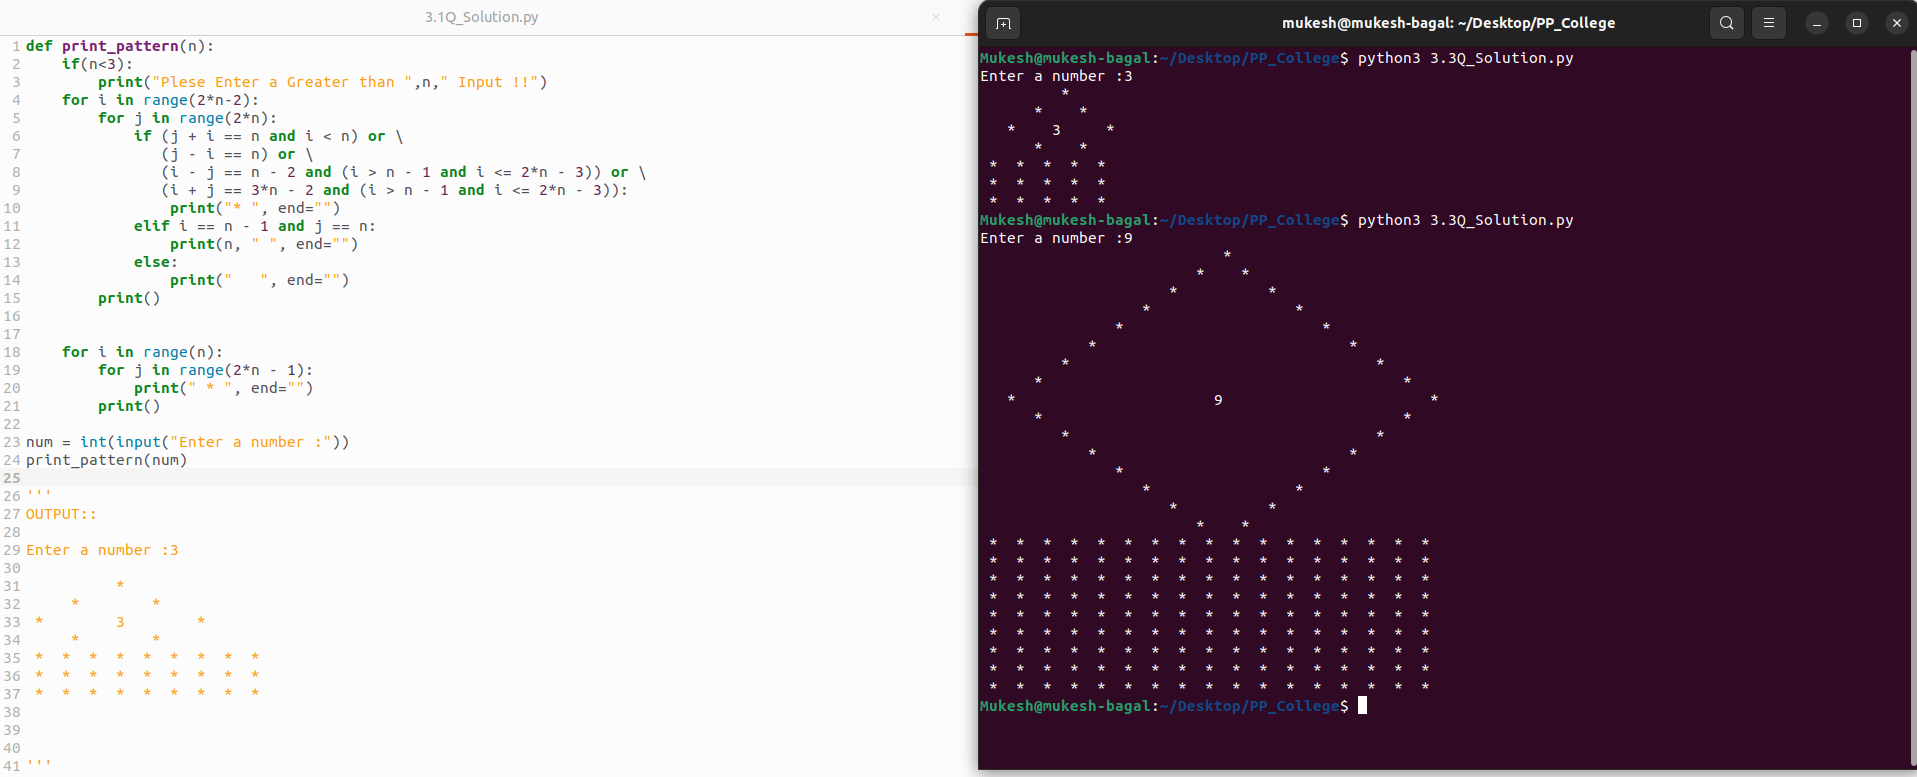 3.1Q_Solution.py
×
1 def print_pattern(n):
2     if(n<3):
3         print("Plese Enter a Greater than ",n," Input !!")
4     for i in range(2*n-2):
5         for j in range(2*n):
6             if (j + i == n and i < n) or \
7                (j - i == n) or \
8                (i - j == n - 2 and (i > n - 1 and i <= 2*n - 3)) or \
9                (i + j == 3*n - 2 and (i > n - 1 and i <= 2*n - 3)):
10                 print("* ", end="")
11             elif i == n - 1 and j == n:
12                 print(n, " ", end="")
13             else:
14                 print("   ", end="")
15         print()
16
17
18     for i in range(n):
19         for j in range(2*n - 1):
20             print(" * ", end="")
21         print()
22
23 num = int(input("Enter a number :"))
24 print_pattern(num)
25
26 '''
27 OUTPUT::
28
29 Enter a number :3
30
31           *
32      *        *
33  *        3        *
34      *        *
35  *  *  *  *  *  *  *  *  *
36  *  *  *  *  *  *  *  *  *
37  *  *  *  *  *  *  *  *  *
38
39
40
41 '''
mukesh@mukesh-bagal: ~/Desktop/PP_College
Mukesh@mukesh-bagal:~/Desktop/PP_College$ python3 3.3Q_Solution.py
Enter a number :3
         *
      *    *
   *    3     *
      *    *
 *  *  *  *  *
 *  *  *  *  *
 *  *  *  *  *
Mukesh@mukesh-bagal:~/Desktop/PP_College$ python3 3.3Q_Solution.py
Enter a number :9
                           *
                        *    *
                     *          *
                  *                *
               *                      *
            *                            *
         *                                  *
      *                                        *
   *                      9                       *
      *                                        *
         *                                  *
            *                            *
               *                      *
                  *                *
                     *          *
                        *    *
 *  *  *  *  *  *  *  *  *  *  *  *  *  *  *  *  *
 *  *  *  *  *  *  *  *  *  *  *  *  *  *  *  *  *
 *  *  *  *  *  *  *  *  *  *  *  *  *  *  *  *  *
 *  *  *  *  *  *  *  *  *  *  *  *  *  *  *  *  *
 *  *  *  *  *  *  *  *  *  *  *  *  *  *  *  *  *
 *  *  *  *  *  *  *  *  *  *  *  *  *  *  *  *  *
 *  *  *  *  *  *  *  *  *  *  *  *  *  *  *  *  *
 *  *  *  *  *  *  *  *  *  *  *  *  *  *  *  *  *
 *  *  *  *  *  *  *  *  *  *  *  *  *  *  *  *  *
Mukesh@mukesh-bagal:~/Desktop/PP_College$